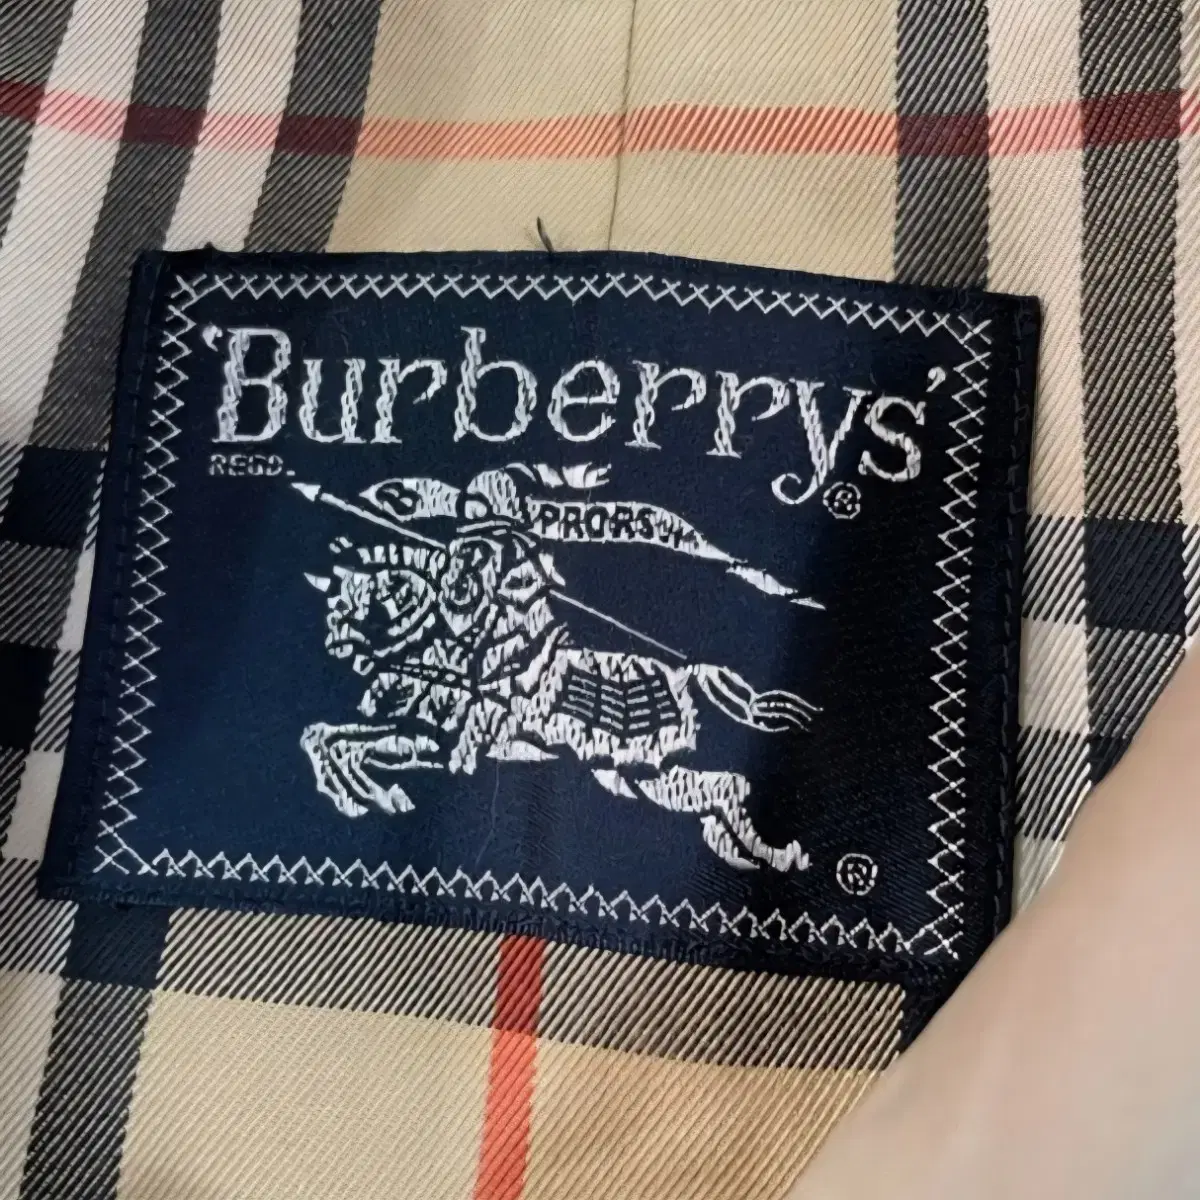 'Burberrys'
REGD.
®
B
PRORSUM
®